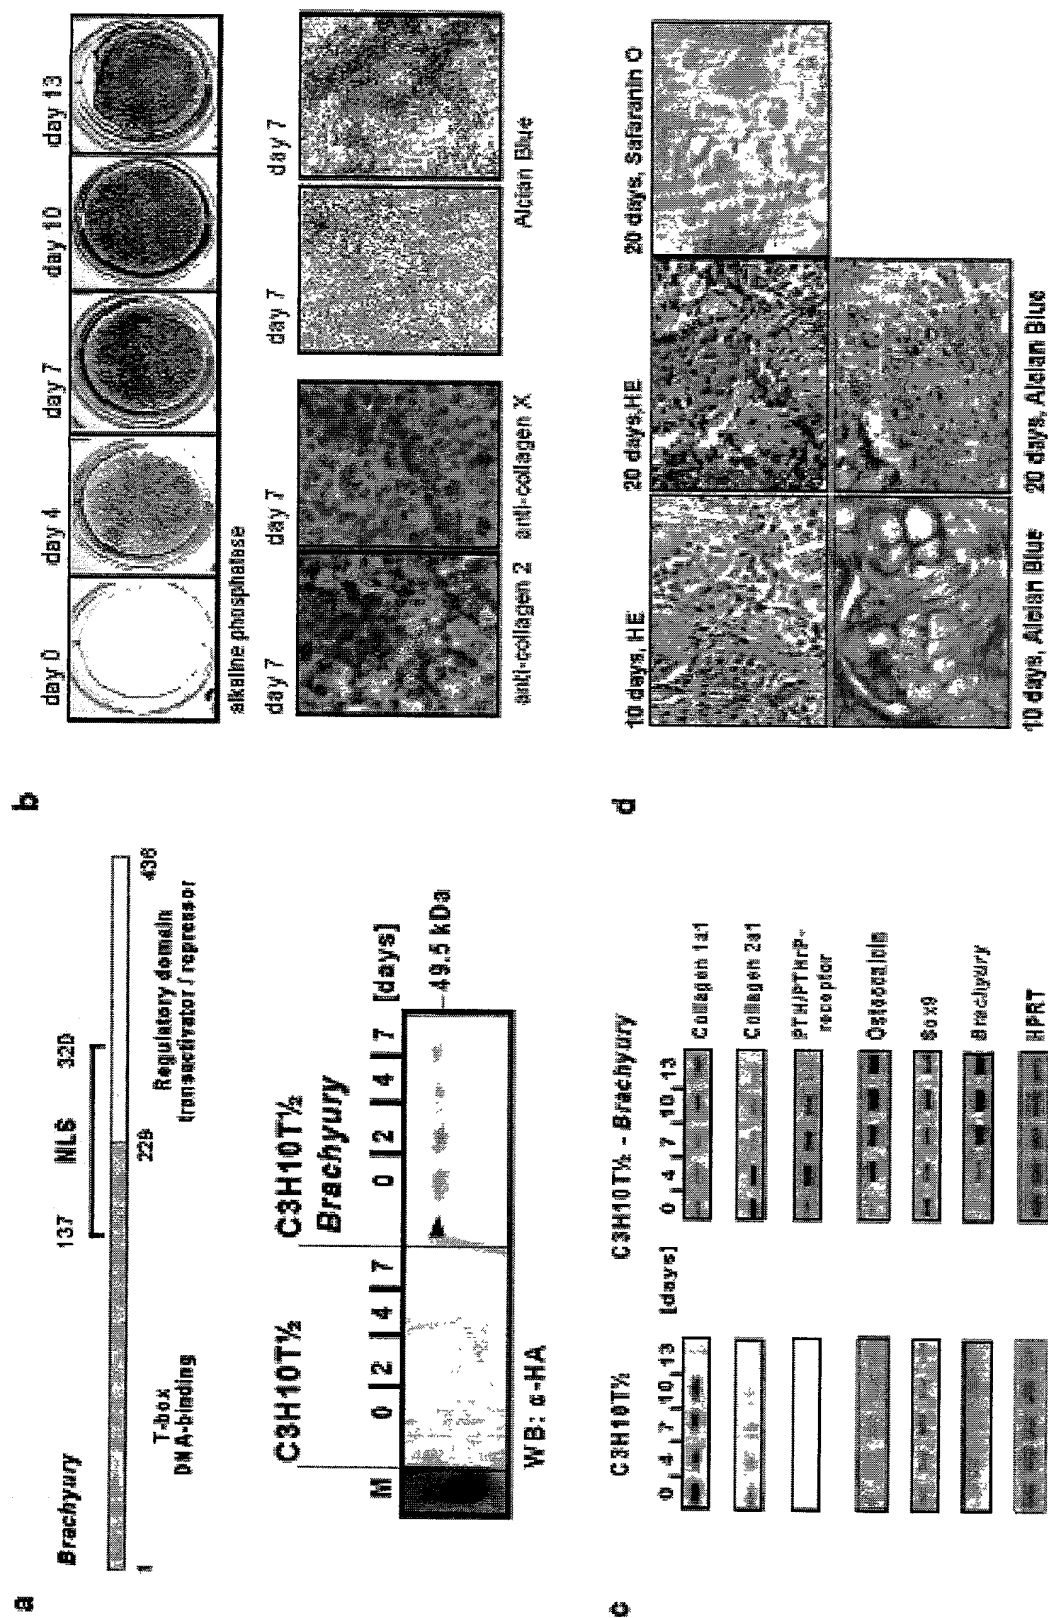 a
Brachyury
137 NLS 320
1 229 436
T-box
DNA-binding
Regulatory domain
transactivator / repressor
C3H10T½
C3H10T½
Brachyury
M 0 2 4 7 0 2 4 7 [days]
49.5 kDa
WB: α-HA
b
day 0 day 4 day 7 day 10 day 13
alkaline phosphatase
day 7 day 7 day 7 day 7
anti-collagen 2 anti-collagen X Alcian Blue
c
C3H10T½ C3H10T½ - Brachyury
0 4 7 10 13 [days] 0 4 7 10 13
Collagen 1a1
Collagen 2a1
PTH/PTHrP-
receptor
Osteocalcin
Sox9
Brachyury
HPRT
d
10 days, HE 20 days,HE 20 days, Safaranin O
10 days, Alcian Blue 20 days, Alcian Blue